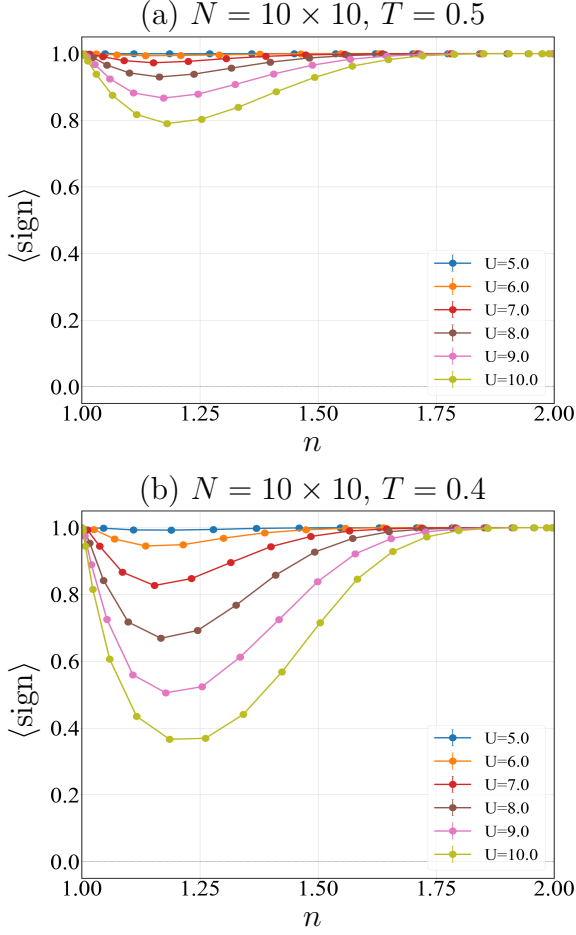 (a) N = 10 × 10, T = 0.5
⟨sign⟩
1.0
0.8
0.6
0.4
0.2
0.0
U=5.0
U=6.0
U=7.0
U=8.0
U=9.0
U=10.0
1.00 1.25 1.50 1.75 2.00
n
(b) N = 10 × 10, T = 0.4
⟨sign⟩
1.0
0.8
0.6
0.4
0.2
0.0
U=5.0
U=6.0
U=7.0
U=8.0
U=9.0
U=10.0
1.00 1.25 1.50 1.75 2.00
n